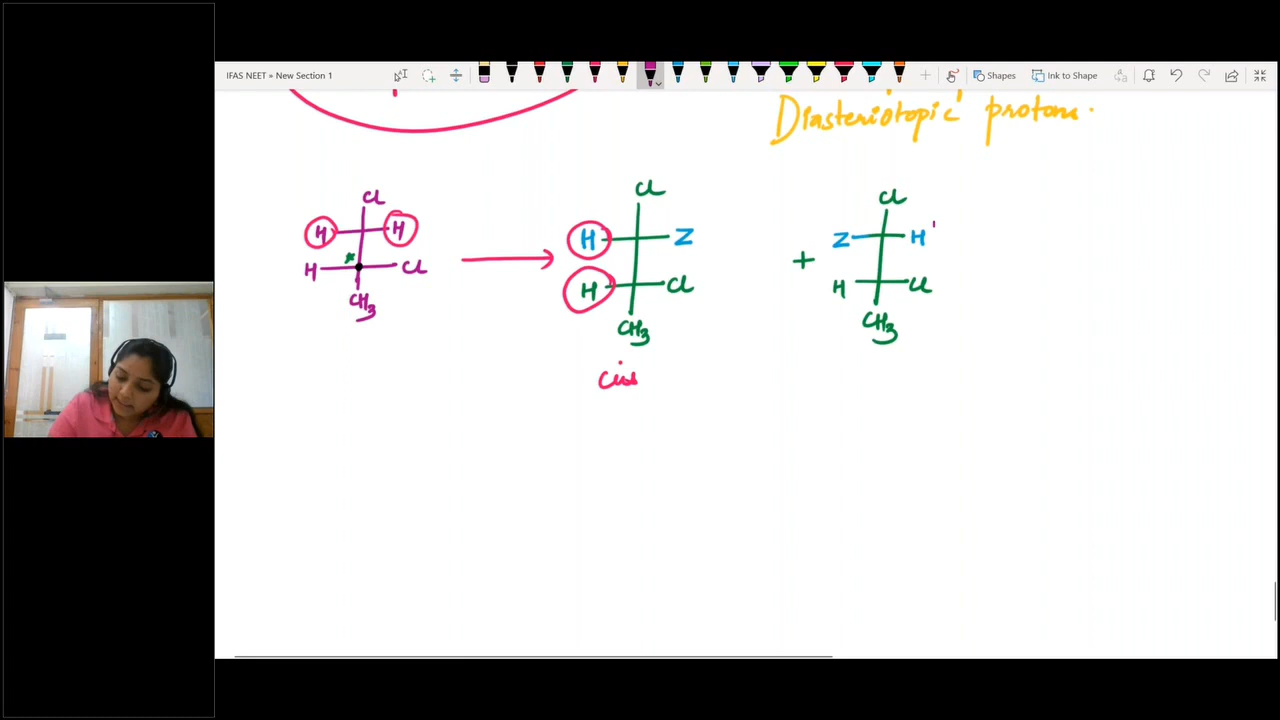 IFAS NEET » New Section 1
Shapes
Ink to Shape
Diasteriotopic protons.
Cl
H H
H Cl
CH3
Cl
H Z
H Cl
CH3
cis
+
Cl
Z H
H Cl
CH3